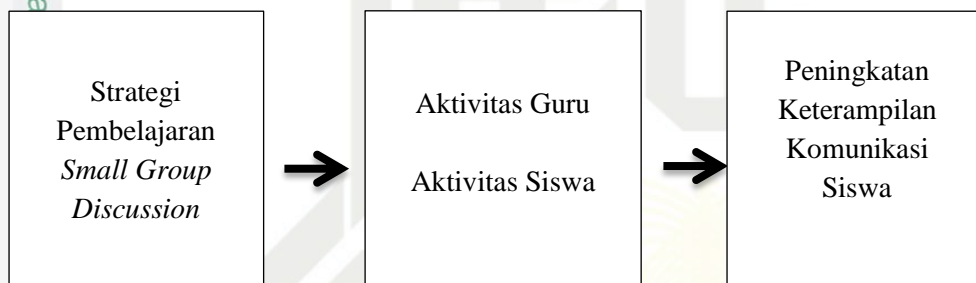 Strategi
Pembelajaran
Small Group
Discussion
Aktivitas Guru
Aktivitas Siswa
Peningkatan
Keterampilan
Komunikasi
Siswa